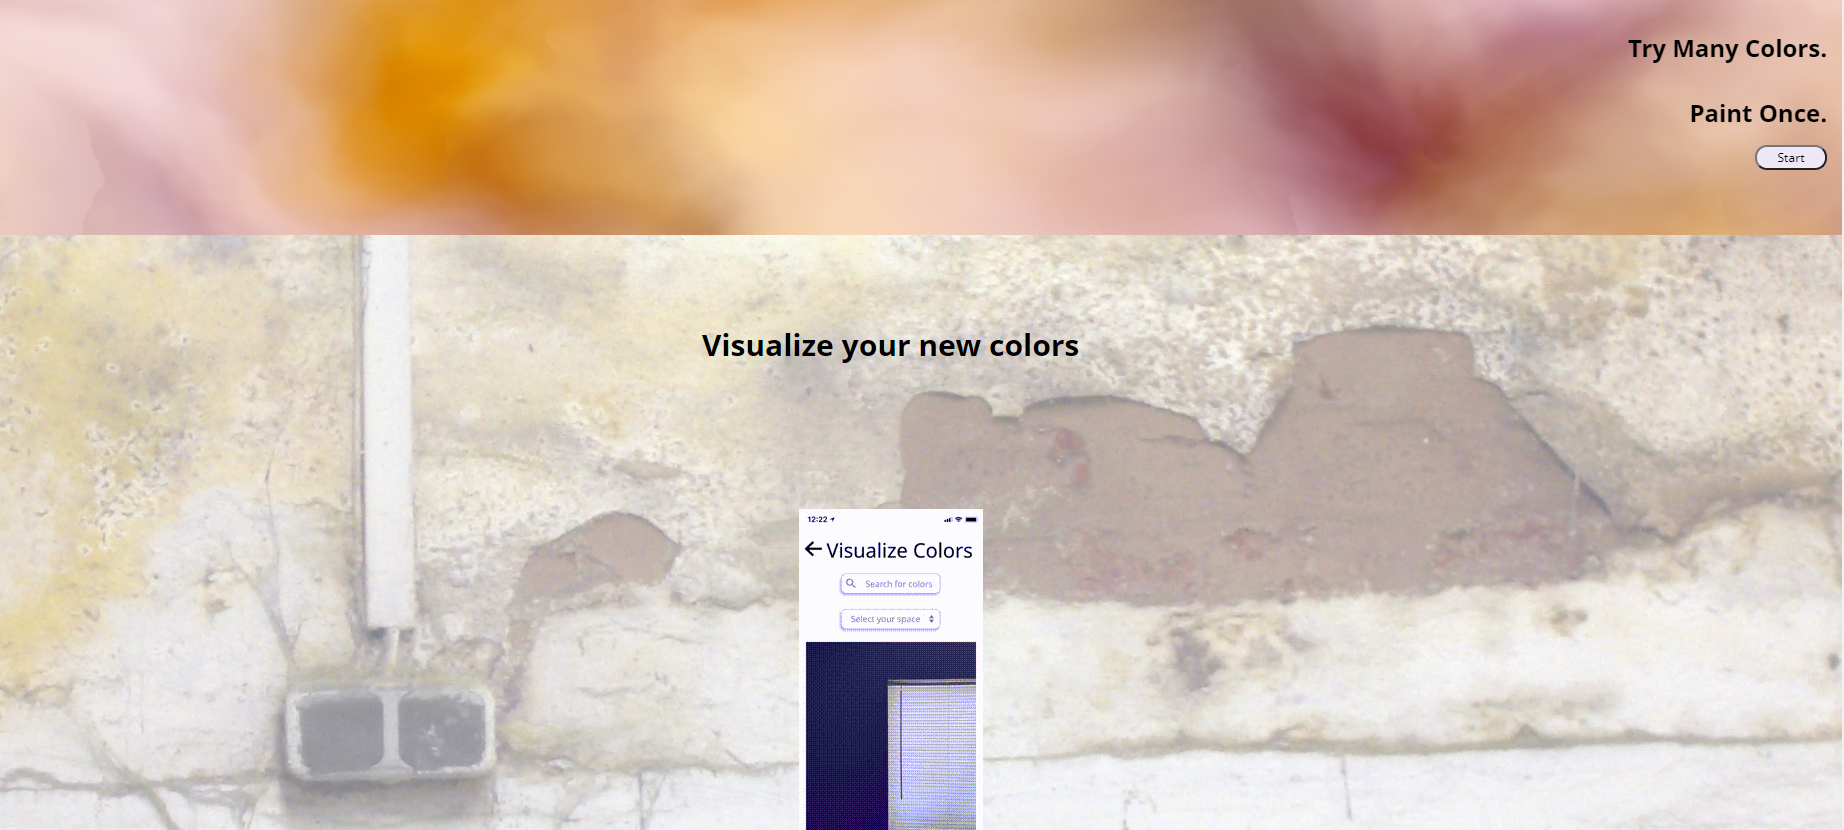 Try Many Colors.
Paint Once.
Start
Visualize your new colors
12:22
Visualize Colors
Search for colors
Select your space